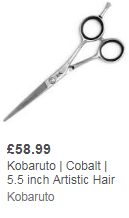 £58.99
Kobaruto | Cobalt |
5.5 inch Artistic Hair
Kobaruto